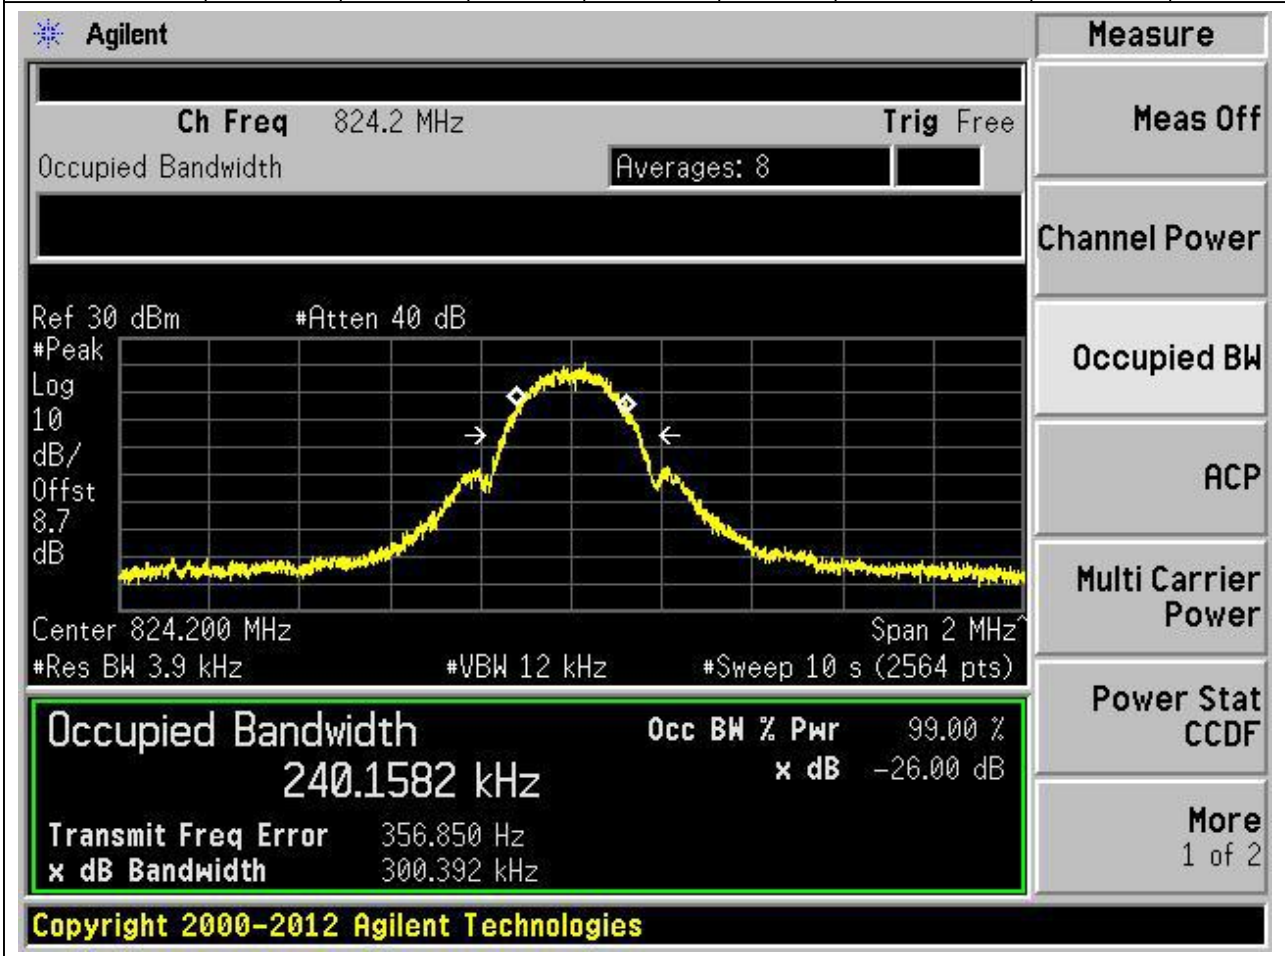 Agilent
Measure
Ch Freq 824.2 MHz Trig Free
Occupied Bandwidth Averages: 8
Meas Off
Channel Power
Occupied BW
ACP
Multi Carrier
Power
Power Stat
CCDF
More
1 of 2
Ref 30 dBm #Atten 40 dB
#Peak
Log
10
dB/
Offst
8.7
dB
Center 824.200 MHz Span 2 MHz^
#Res BW 3.9 kHz #VBW 12 kHz #Sweep 10 s (2564 pts)
Occupied Bandwidth Occ BW % Pwr 99.00 %
240.1582 kHz x dB -26.00 dB
Transmit Freq Error 356.850 Hz
x dB Bandwidth 300.392 kHz
Copyright 2000-2012 Agilent Technologies